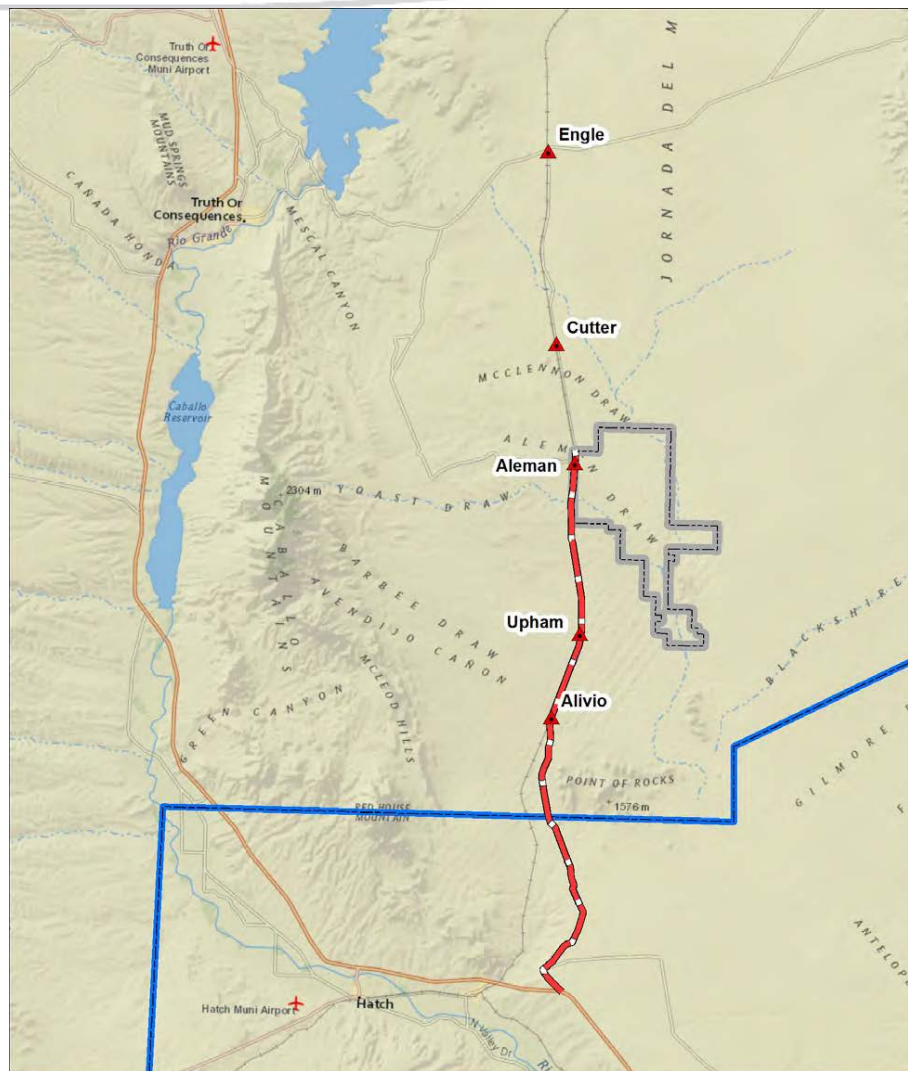 Truth Or
Consequences
Muni Airport
MUD SPRINGS
MOUNTAINS
CAÑADA HONDA
Truth Or
Consequences,
Rio Grande
MESCAL CANYON
Engle
JORNADA DEL M
Cutter
MCCLENNON DRAW
Caballo
Reservoir
ALEMAN DRAW
Aleman
2304 m
YOAST DRAW
CABALLO
MOUNTAINS
BARBEE DRAW
AVENDIJO CAÑON
Upham
BLACKSHIRE
MCLEOD HILLS
GREEN CANYON
Alivio
POINT OF ROCKS
1576 m
GILMORE
RED HOUSE
MOUNTAIN
F
ANTELOPE
Hatch Muni Airport
Hatch
N Valley Dr
Ri